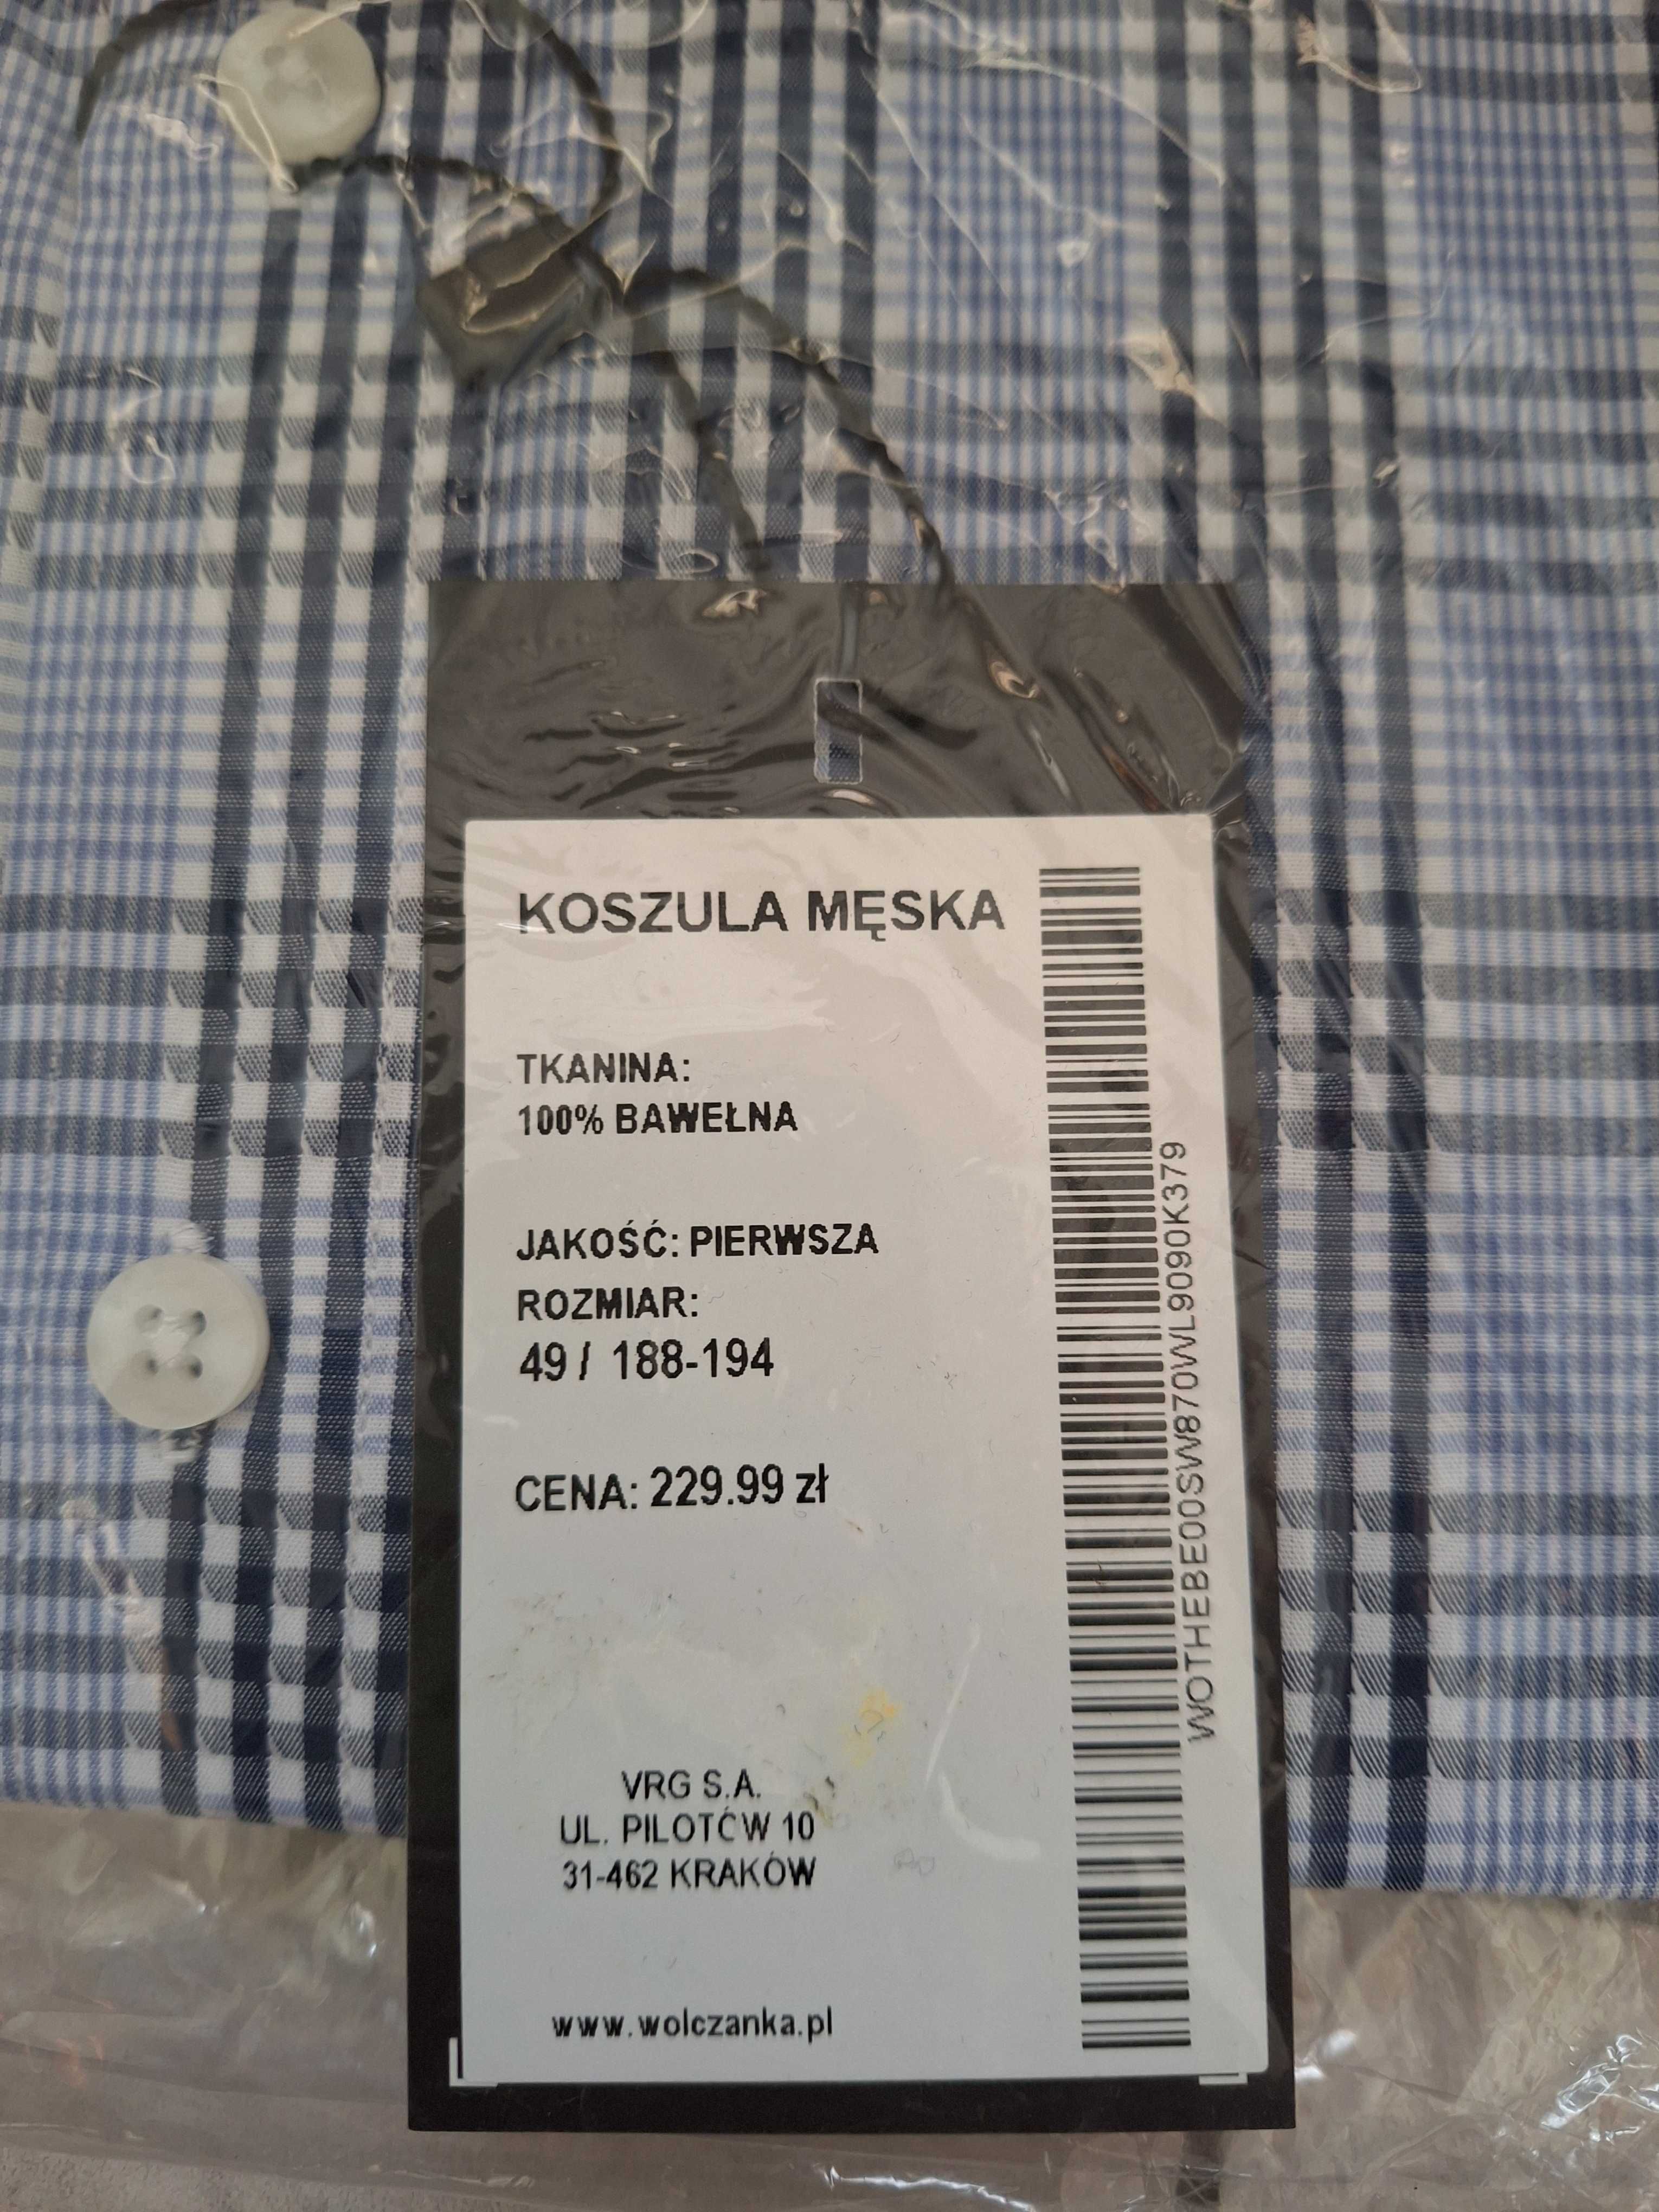 KOSZULA MĘSKA
TKANINA:
100% BAWEŁNA
JAKOŚĆ: PIERWSZA
ROZMIAR:
49 / 188-194
CENA: 229.99 zł
VRG S.A.
UL. PILOTÓW 10
31-462 KRAKÓW
www.wolczanka.pl
WOTHEBE00SW870WL9090K379